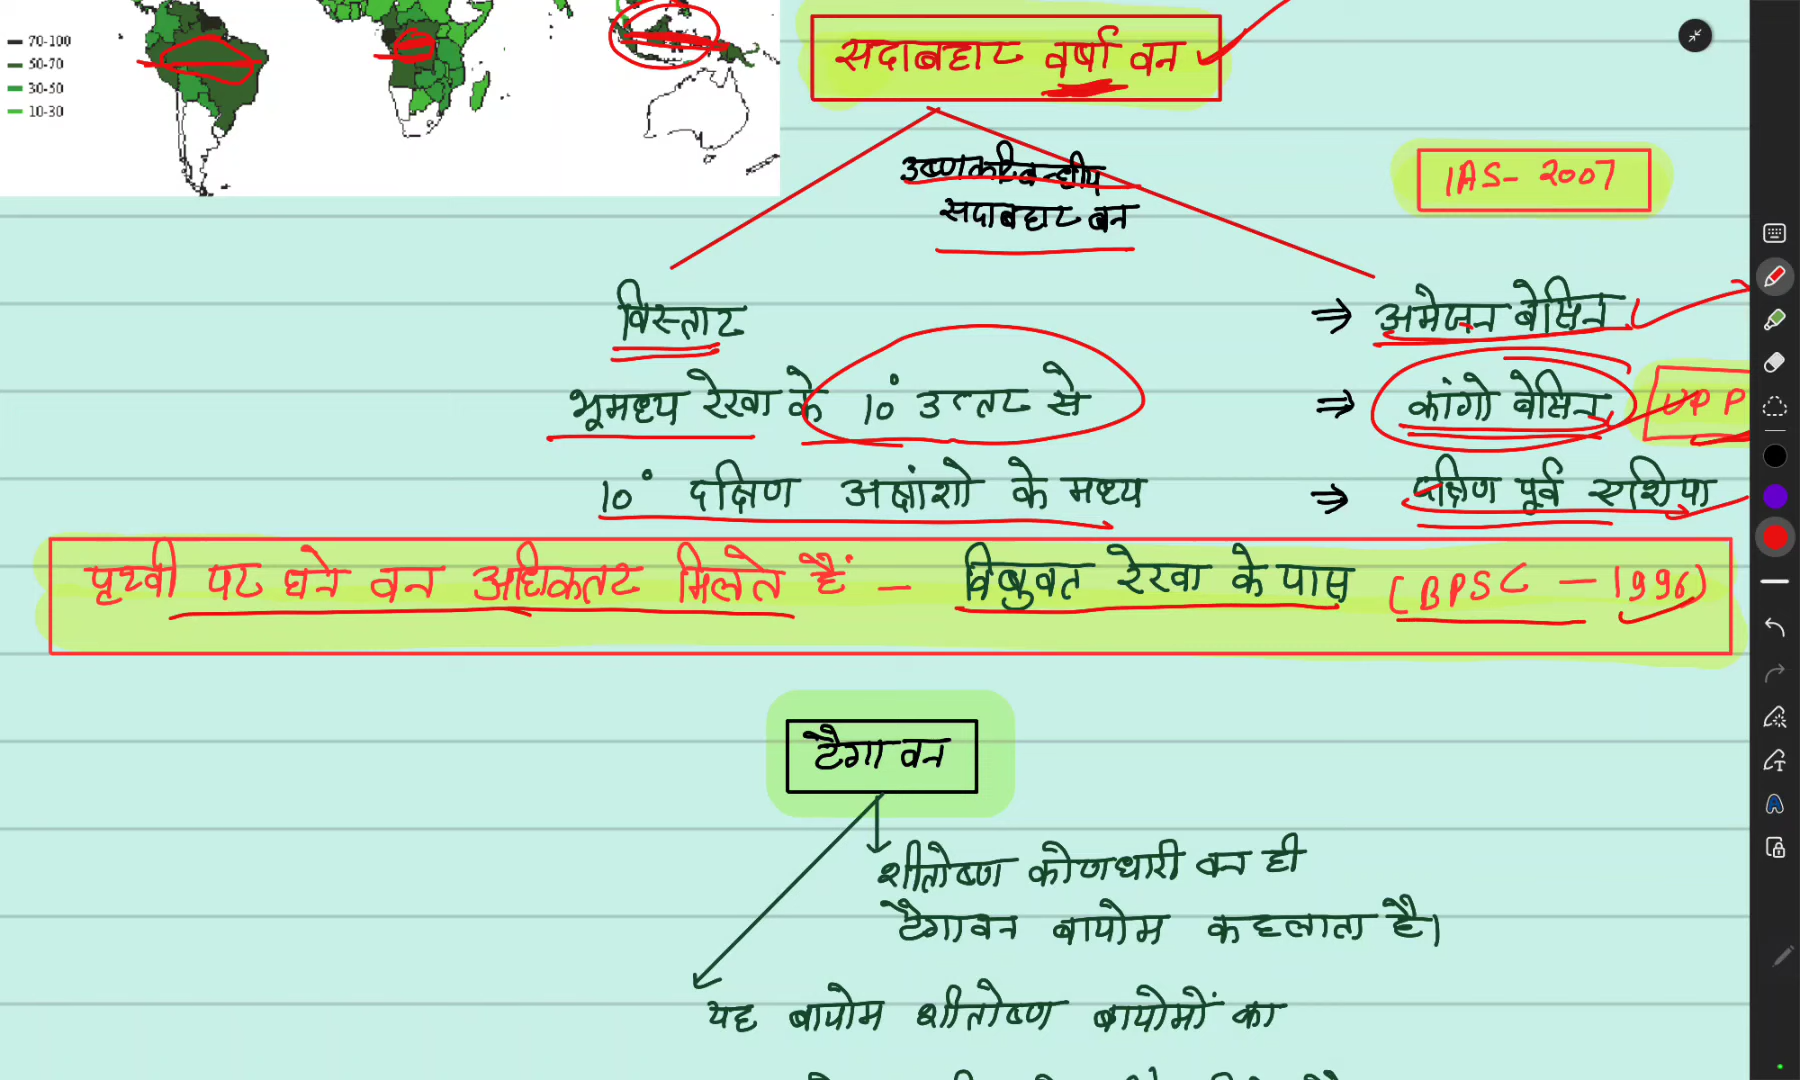 70-100
50-70
30-50
10-30
सदाबहार वर्षा वन
उष्णकटिबन्धीय
सदाबहार वन
IAS- 2007
विस्तार
⇒ अमेजन बेसिन
भूमध्य रेखा के 10° उत्तर से
⇒ कांगो बेसिन UPP
10° दक्षिण अक्षांशो के मध्य
⇒ दक्षिण पूर्व एशिया
पृथ्वी पर घने वन अधिकतर मिलते हैं - विषुवत रेखा के पास (BPSC - 1996)
टैगा वन
शीतोष्ण कोणधारी वन ही
टैगावन बायोम कहलाता है।
यह बायोम शीतोष्ण बायोमों का